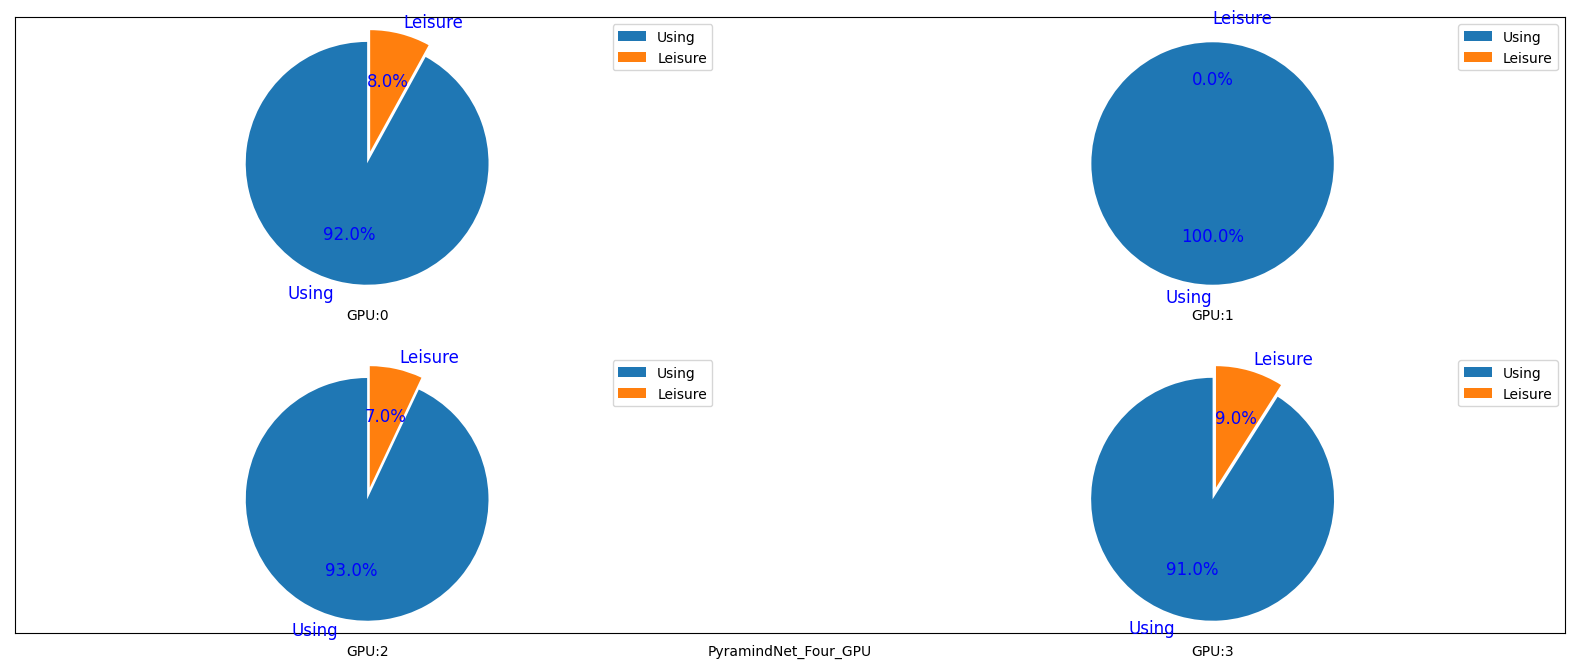 Leisure
8.0%
92.0%
Using
GPU:0
Using
Leisure
Leisure
0.0%
100.0%
Using
GPU:1
Using
Leisure
Leisure
7.0%
93.0%
Using
GPU:2
Using
Leisure
Leisure
9.0%
91.0%
Using
GPU:3
Using
Leisure
PyramindNet_Four_GPU